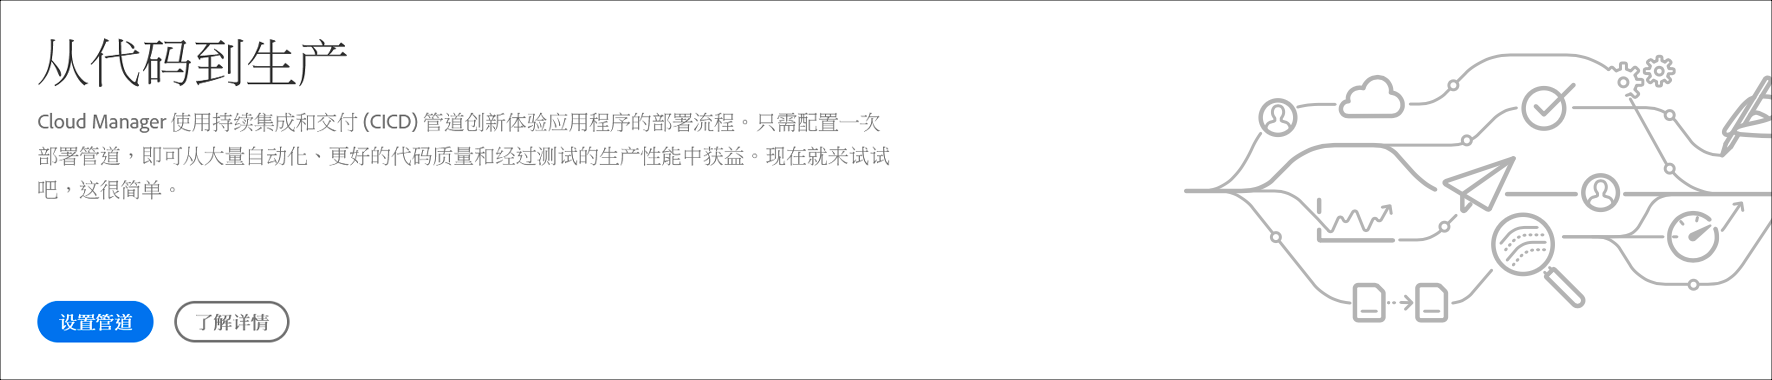 从代码到生产
Cloud Manager 使用持续集成和交付 (CICD) 管道创新体验应用程序的部署流程。只需配置一次
部署管道，即可从大量自动化、更好的代码质量和经过测试的生产性能中获益。现在就来试试
吧，这很简单。
设置管道
了解详情